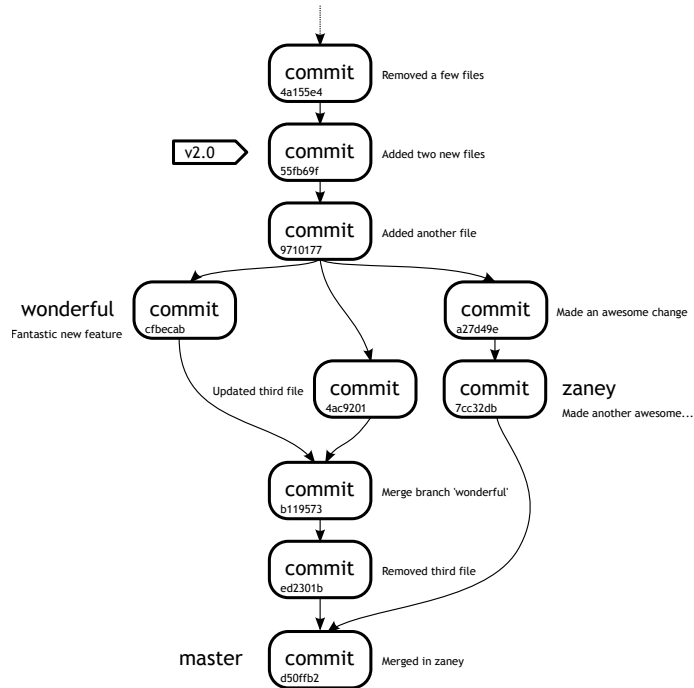 commit
4a155e4
Removed a few files
v2.0
commit
55fb69f
Added two new files
commit
9710177
Added another file
wonderful
Fantastic new feature
commit
cfbecab
commit
a27d49e
Made an awesome change
Updated third file
commit
4ac9201
commit
7cc32db
zaney
Made another awesome...
commit
b119573
Merge branch 'wonderful'
commit
ed2301b
Removed third file
master
commit
d50ffb2
Merged in zaney